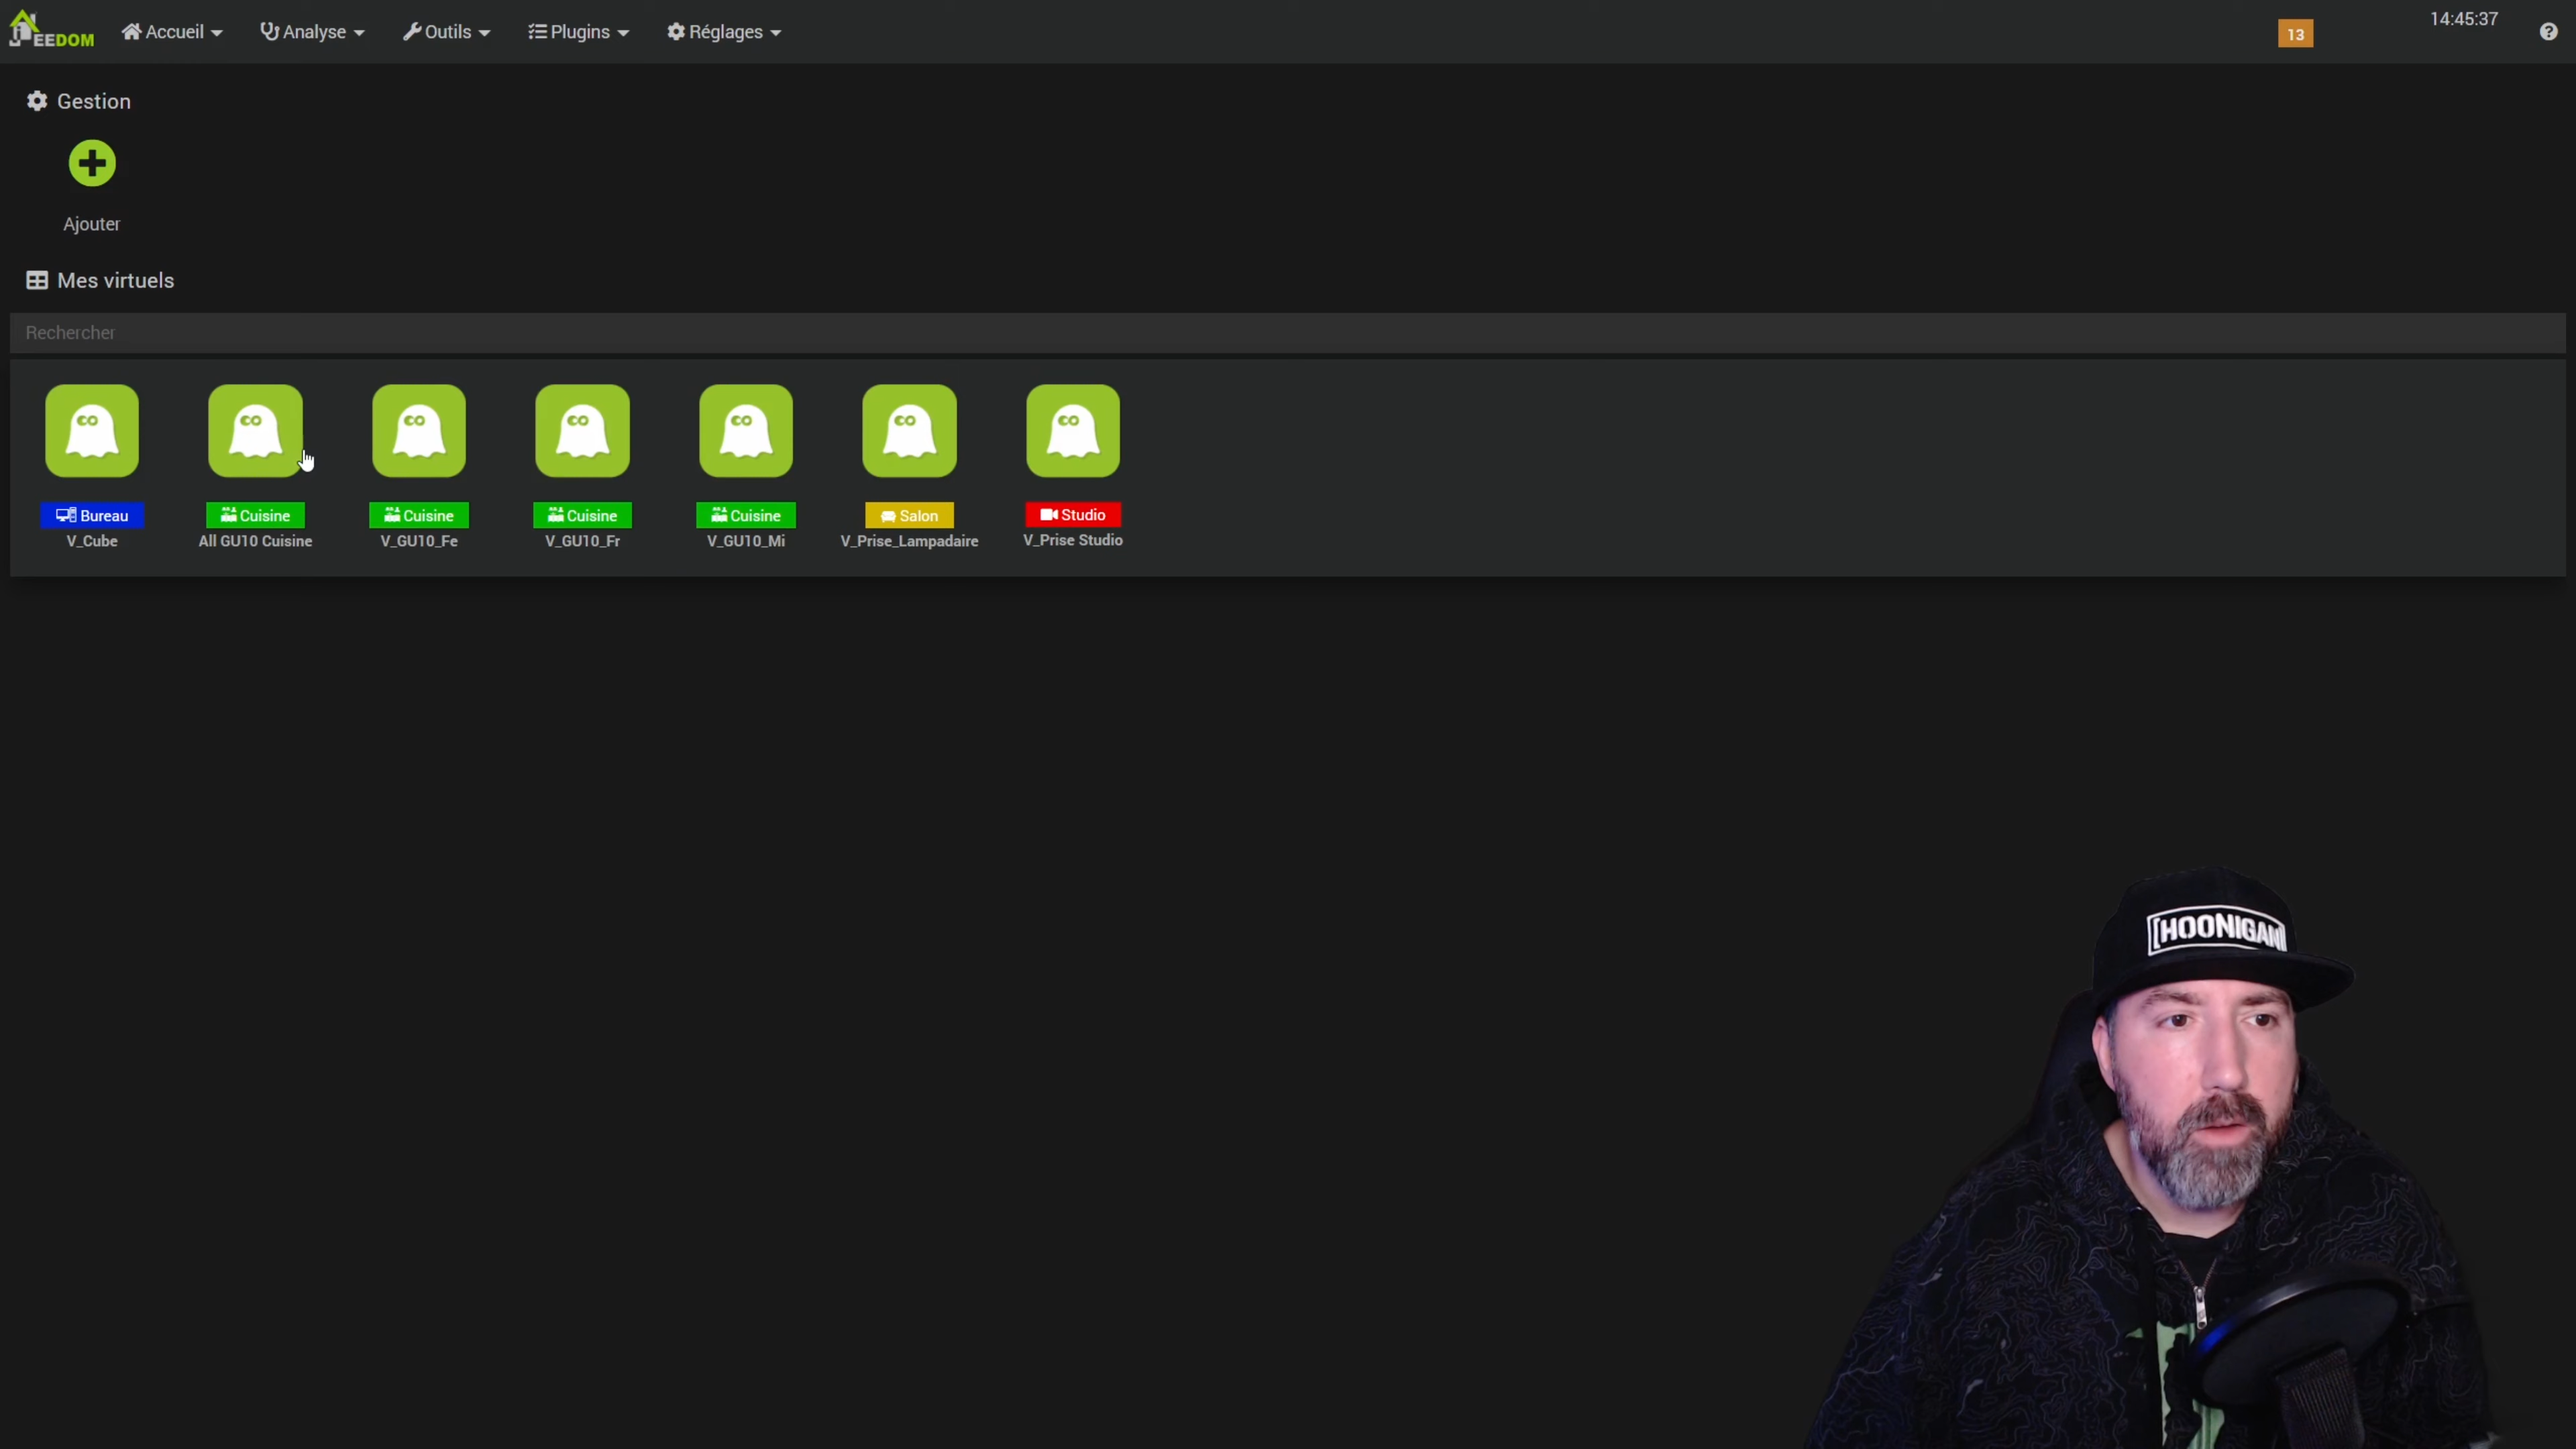 JEEDOM Accueil Analyse Outils Plugins Réglages 13 14:45:37
Gestion
Ajouter
Mes virtuels
Rechercher
Bureau Cuisine Cuisine Cuisine Cuisine Salon Studio
V_Cube All GU10 Cuisine V_GU10_Fe V_GU10_Fr V_GU10_Mi V_Prise_Lampadaire V_Prise Studio
[HOONIGAN]